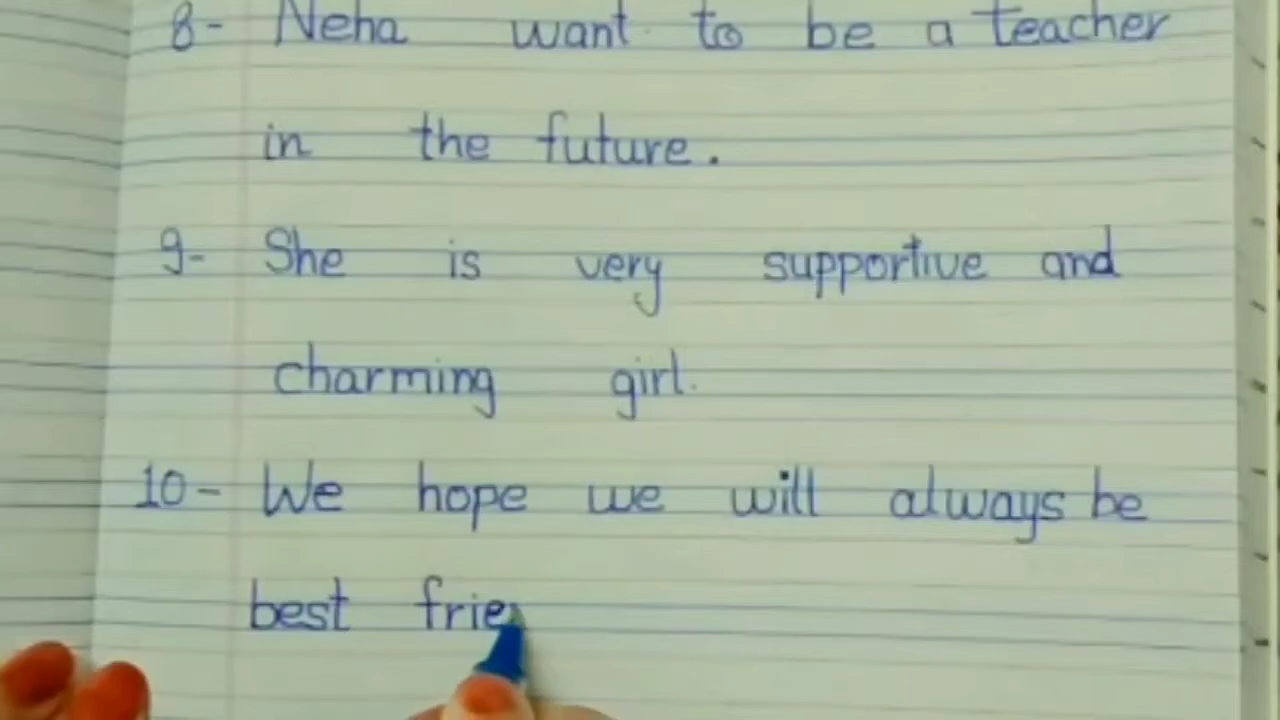 8- Neha want to be a teacher
in the future.
9- She is very supportive and
charming girl.
10- We hope we will always be
best frie